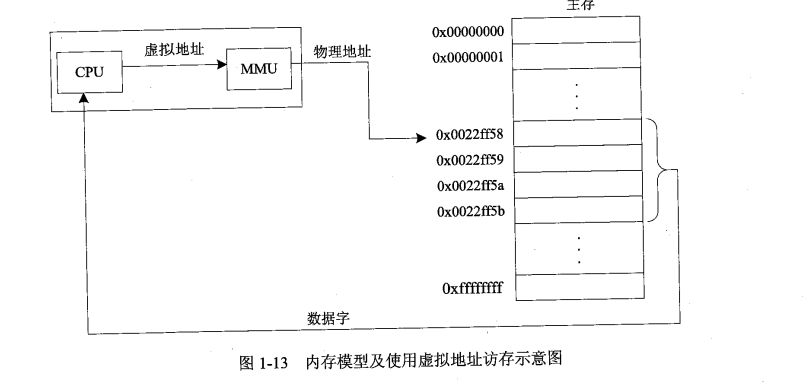 主存
0x00000000
虚拟地址
物理地址
0x00000001
CPU
MMU
0x0022ff58
0x0022ff59
0x0022ff5a
0x0022ff5b
0xffffffff
数据字
图 1-13 内存模型及使用虚拟地址访存示意图